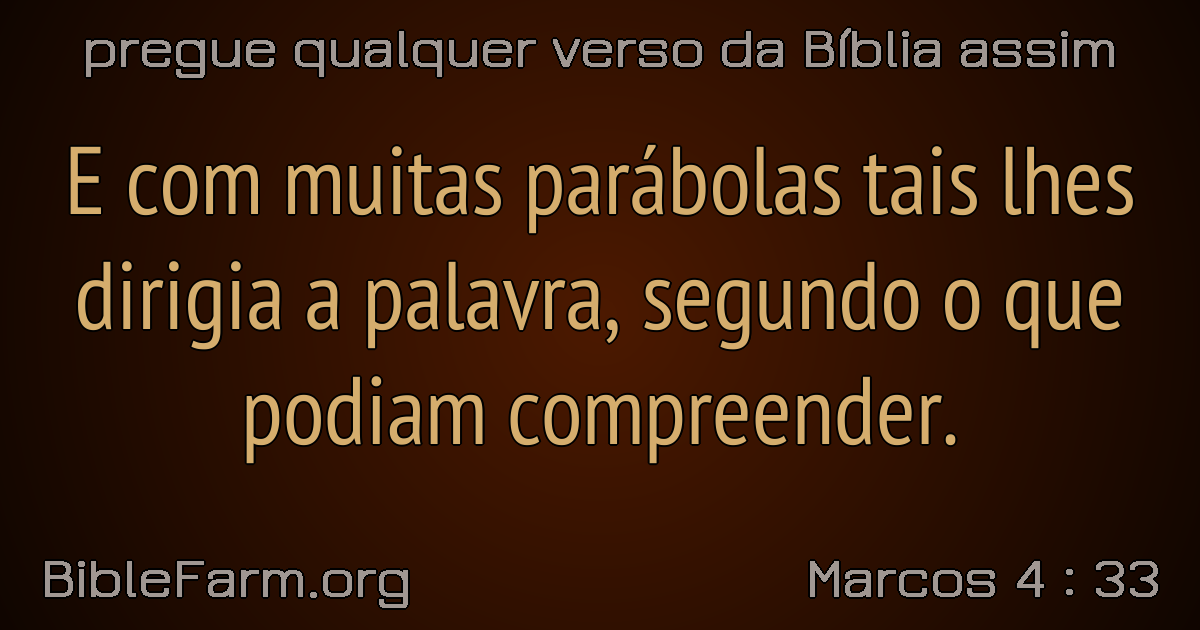 pregue qualquer verso da Bíblia assim
E com muitas parábolas tais lhes
dirigia a palavra, segundo o que
podiam compreender.
BibleFarm.org
Marcos 4 : 33